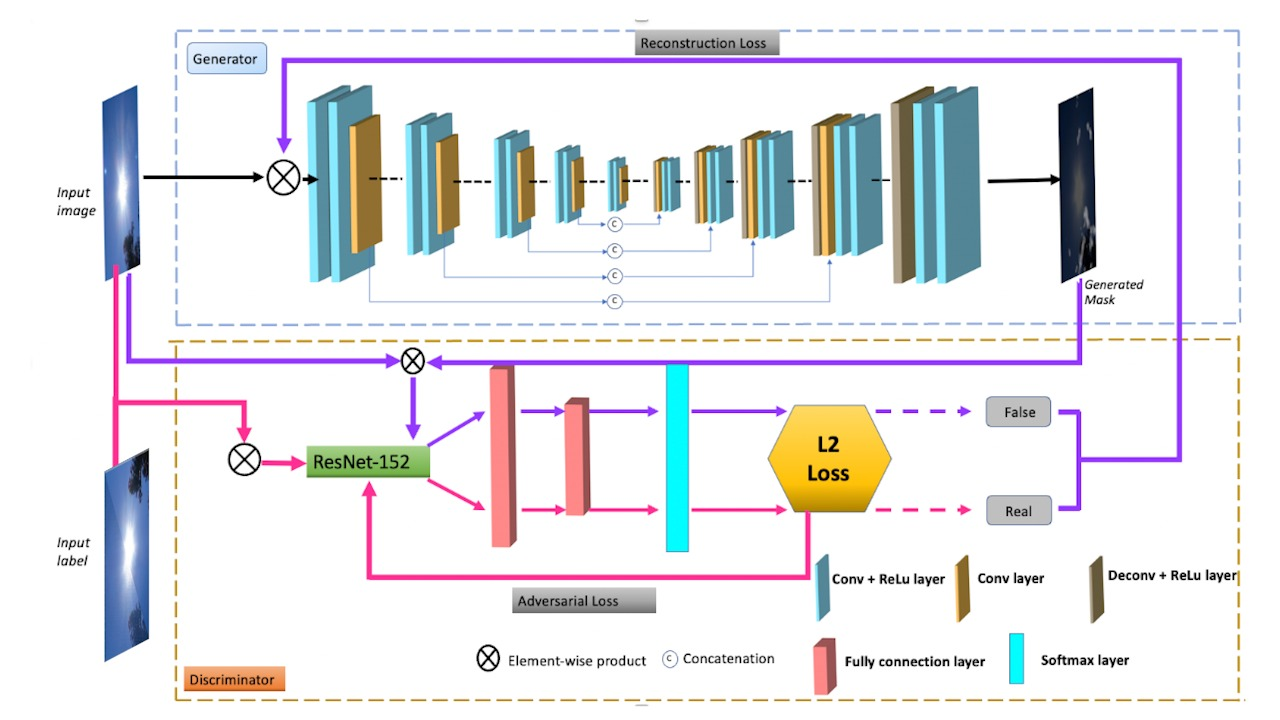 Reconstruction Loss
Generator
Input
image
C
C
C
C
Generated
Mask
False
ResNet-152
L2
Loss
Real
Input
label
Conv + ReLu layer
Conv layer
Deconv + ReLu layer
Adversarial Loss
Element-wise product
C
Concatenation
Fully connection layer
Softmax layer
Discriminator